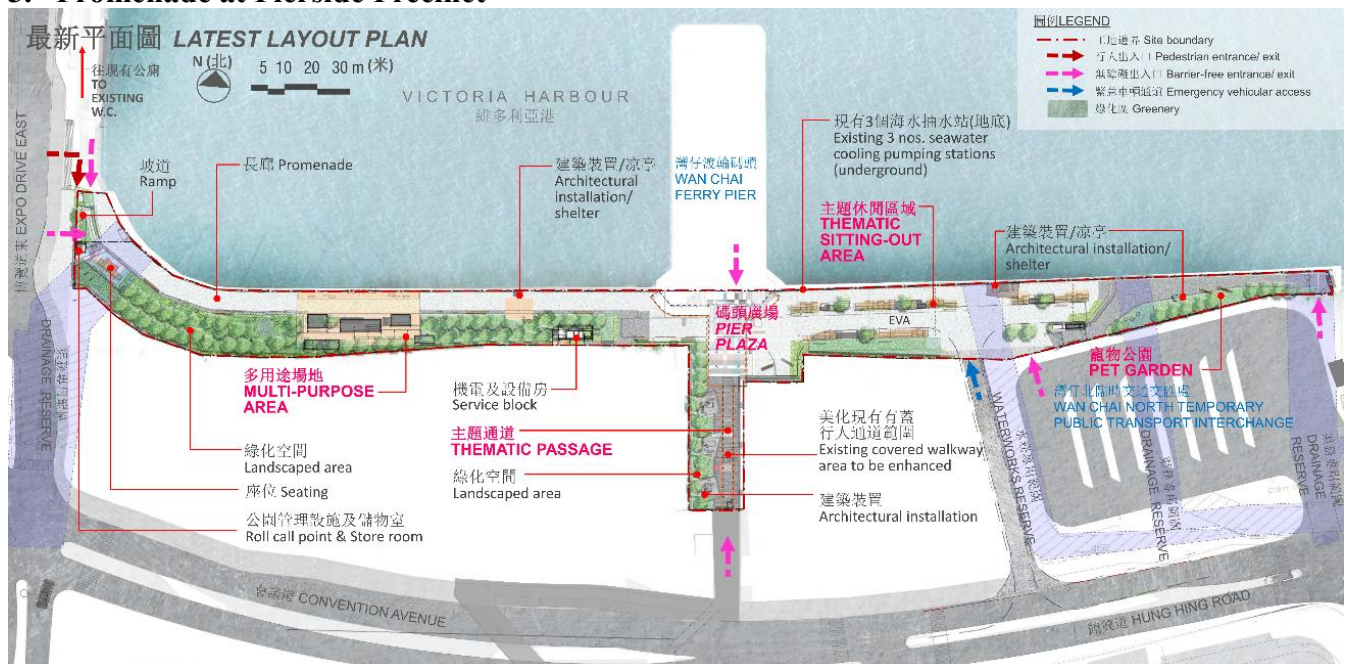 最新平面圖 LATEST LAYOUT PLAN
往現有公廁
TO
EXISTING
W.C.
N (北)
5 10 20 30 m (米)
VICTORIA HARBOUR
維多利亞港
圖例 LEGEND
工地邊界 Site boundary
行人出入口 Pedestrian entrance/ exit
無障礙出入口 Barrier-free entrance/ exit
緊急車輛通道 Emergency vehicular access
綠化區 Greenery
EXPO DRIVE EAST
坡道
Ramp
長廊 Promenade
建築裝置/涼亭
Architectural
installation/
shelter
灣仔渡輪碼頭
WAN CHAI
FERRY PIER
現有3個海水抽水站(地底)
Existing 3 nos. seawater
cooling pumping stations
(underground)
主題休閒區域
THEMATIC
SITTING-OUT
AREA
建築裝置/涼亭
Architectural installation/
shelter
碼頭廣場
PIER
PLAZA
EVA
DRAINAGE RESERVE
多用途場地
MULTI-PURPOSE
AREA
機電及設備房
Service block
寵物公園
PET GARDEN
灣仔北臨時交通交匯處
WAN CHAI NORTH TEMPORARY
PUBLIC TRANSPORT INTERCHANGE
綠化空間
Landscaped area
座位 Seating
公園管理設施及儲物室
Roll call point & Store room
主題通道
THEMATIC PASSAGE
綠化空間
Landscaped area
美化現有有蓋
行人通道範圍
Existing covered walkway
area to be enhanced
建築裝置
Architectural installation
WATERWORKS RESERVE
DRAINAGE RESERVE
DRAINAGE
RESERVE
會議道 CONVENTION AVENUE
鴻興道 HUNG HING ROAD